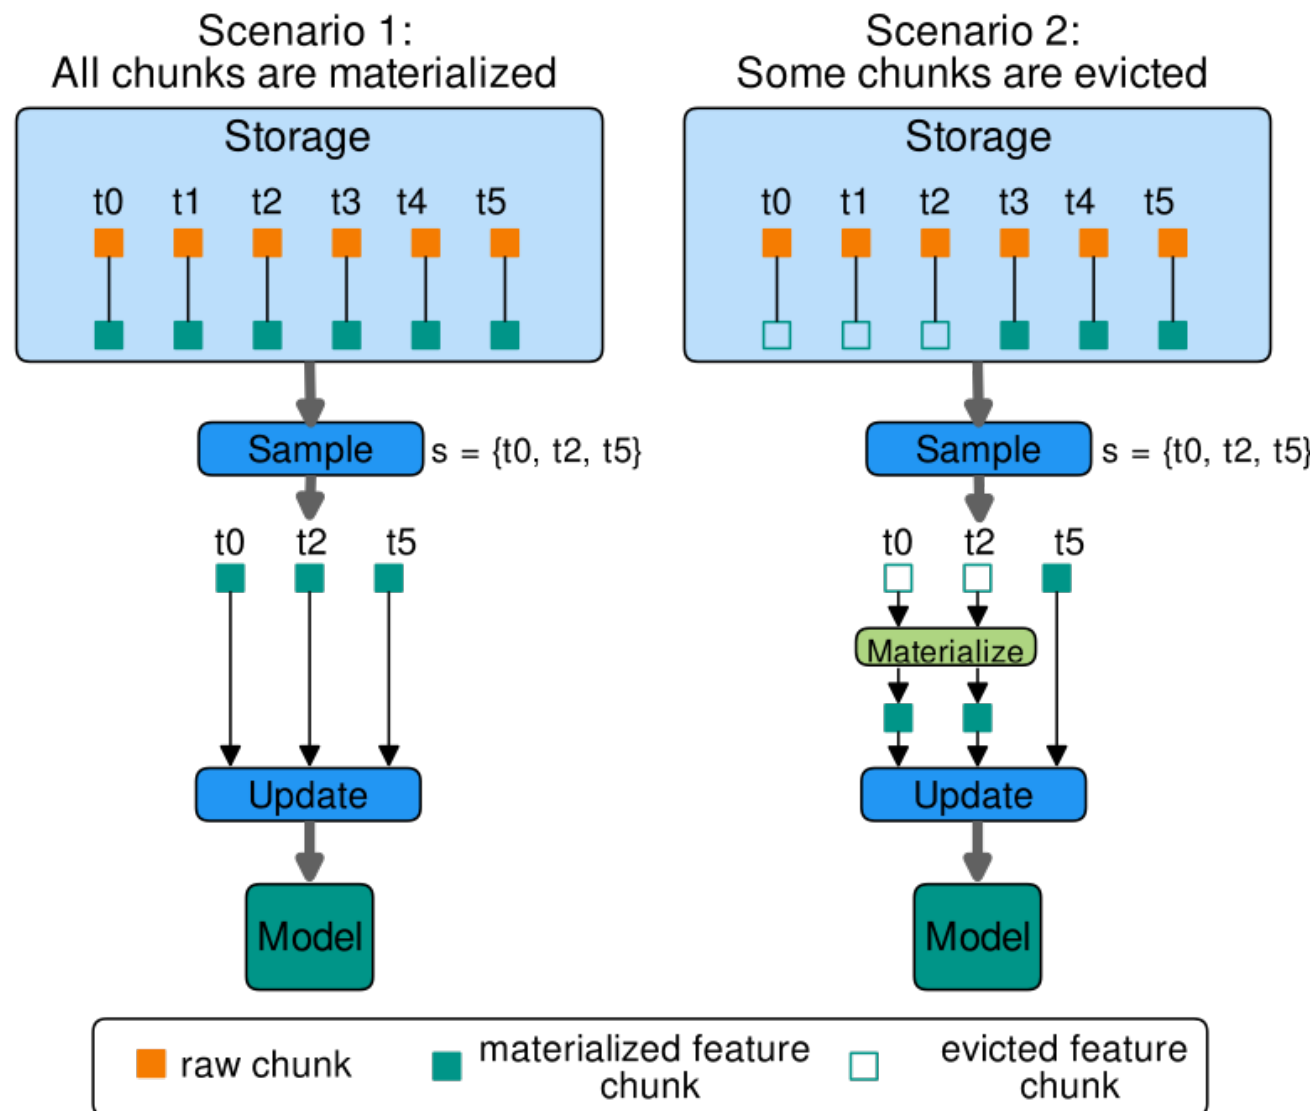 Scenario 1:
All chunks are materialized
Storage
t0 t1 t2 t3 t4 t5
Sample s = {t0, t2, t5}
t0 t2 t5
Update
Model
Scenario 2:
Some chunks are evicted
Storage
t0 t1 t2 t3 t4 t5
Sample s = {t0, t2, t5}
t0 t2 t5
Materialize
Update
Model
raw chunk
materialized feature
chunk
evicted feature
chunk